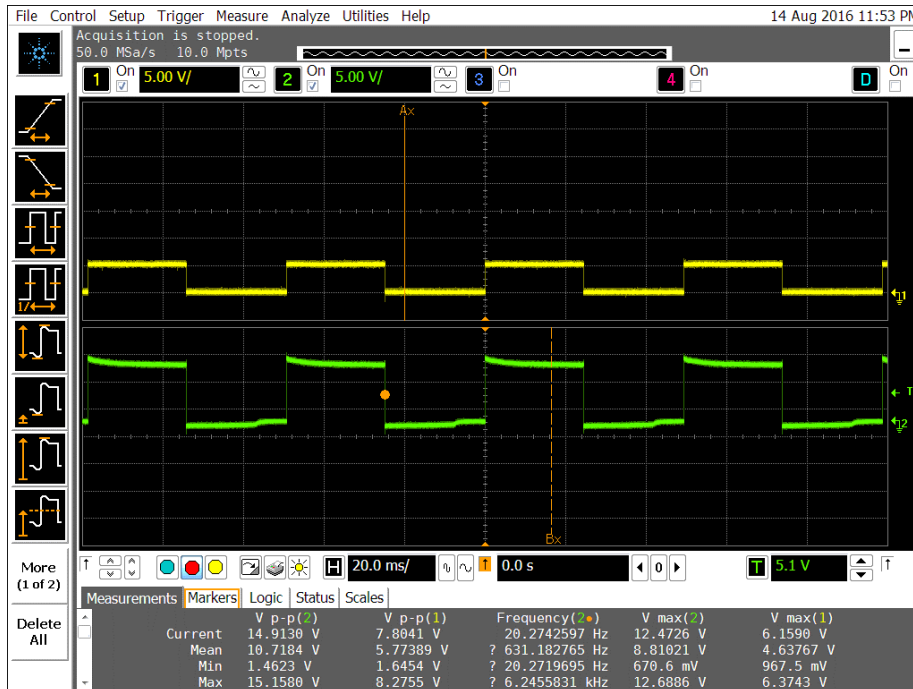 File Control Setup Trigger Measure Analyze Utilities Help 14 Aug 2016 11:53 PM
Acquisition is stopped.
50.0 MSa/s 10.0 Mpts
1 On 5.00 V/ 2 On 5.00 V/ 3 On 4 On D On
Ax
1
T
2
Bx
1/
More
(1 of 2)
Delete
All
H 20.0 ms/ 0.0 s 0 T 5.1 V
Measurements Markers Logic Status Scales
V p-p(2) V p-p(1) Frequency(2•) V max(2) V max(1)
Current 14.9130 V 7.8041 V 20.2742597 Hz 12.4726 V 6.1590 V
Mean 10.7184 V 5.77389 V ? 631.182765 Hz 8.81021 V 4.63767 V
Min 1.4623 V 1.6454 V ? 20.2719695 Hz 670.6 mV 967.5 mV
Max 15.1580 V 8.2755 V ? 6.2455831 kHz 12.6886 V 6.3743 V